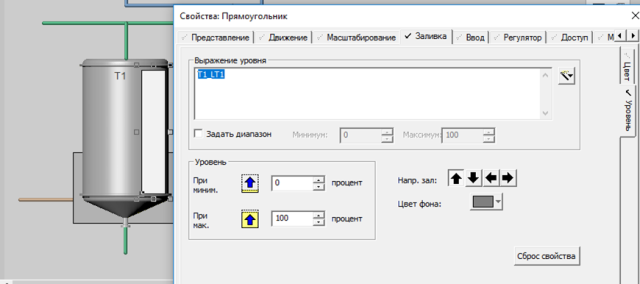 Свойства: Прямоугольник
Представление Движение Масштабирование Заливка Ввод Регулятор Доступ М
Цвет
Уровень
Выражение уровня
T1_LT1
T1
Задать диапазон Минимум: 0 Максимум: 100
Уровень
При миним. 0 процент
При мак. 100 процент
Напр. зал:
Цвет фона:
Сброс свойства